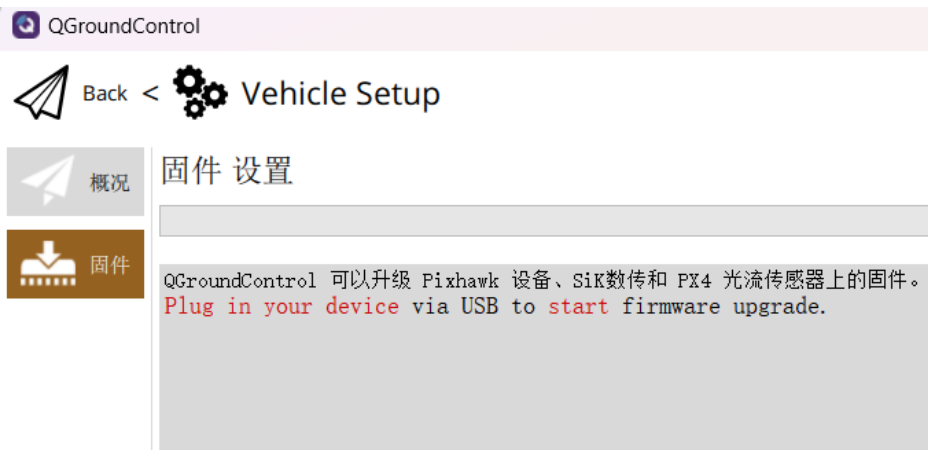 QGroundControl
Back < Vehicle Setup
概况
固件 设置
固件
QGroundControl 可以升级 Pixhawk 设备、SiK数传和 PX4 光流传感器上的固件。
Plug in your device via USB to start firmware upgrade.